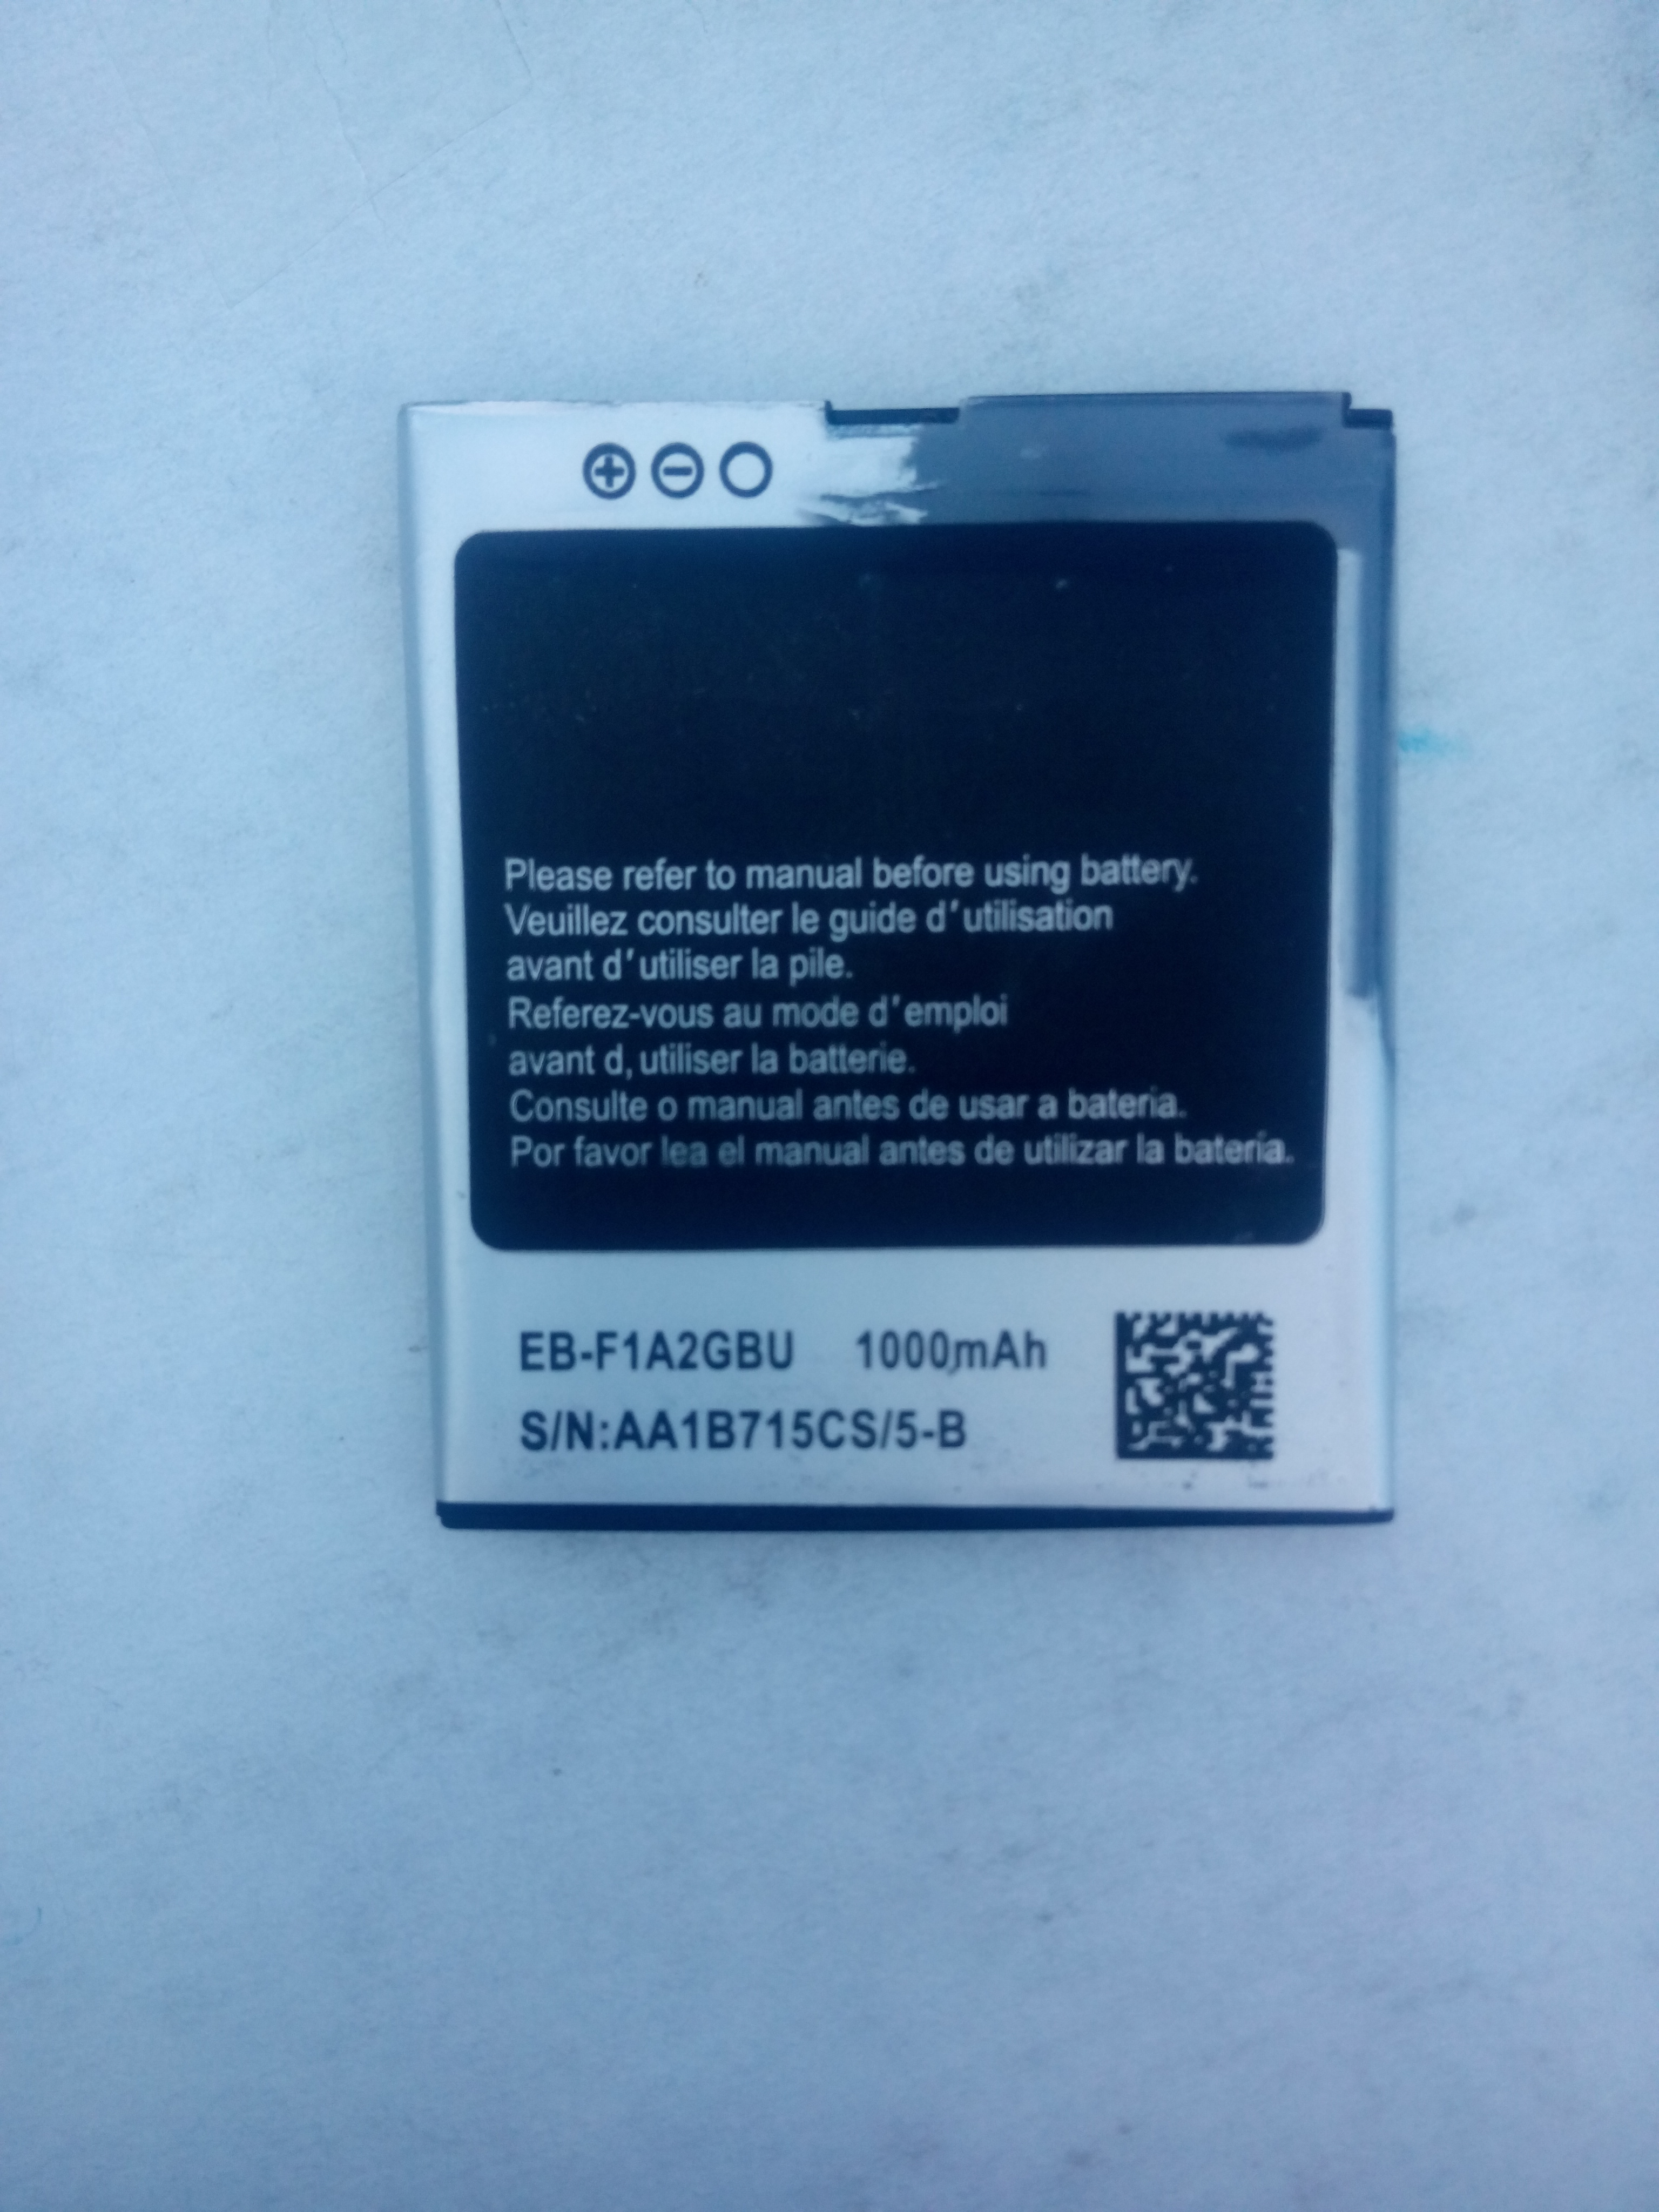 Please refer to manual before using battery.
Veuillez consulter le guide d'utilisation
avant d'utiliser la pile.
Referez-vous au mode d'emploi
avant d, utiliser la batterie.
Consulte o manual antes de usar a bateria.
Por favor lea el manual antes de utilizar la batería.
EB-F1A2GBU 1000mAh
S/N:AA1B715CS/5-B